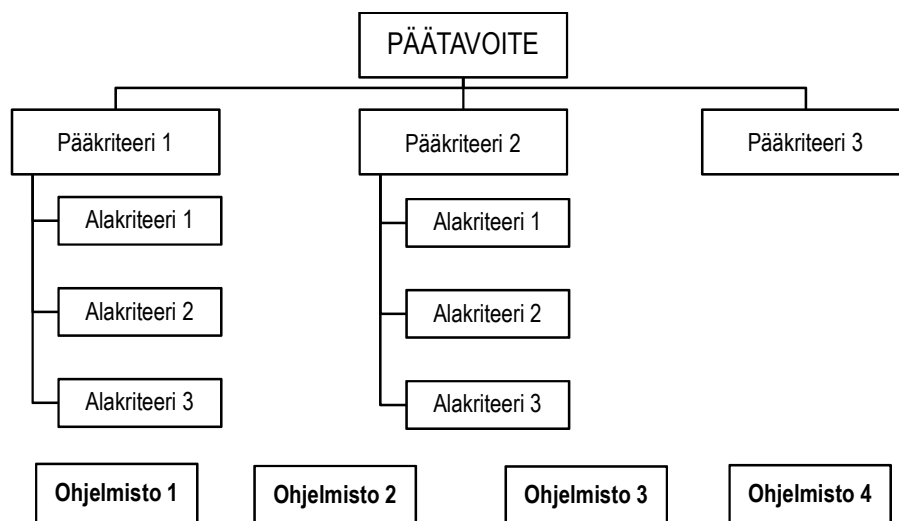 PÄÄTAVOITE
Pääkriteeri 1
Pääkriteeri 2
Pääkriteeri 3
Alakriteeri 1
Alakriteeri 1
Alakriteeri 2
Alakriteeri 2
Alakriteeri 3
Alakriteeri 3
Ohjelmisto 1
Ohjelmisto 2
Ohjelmisto 3
Ohjelmisto 4